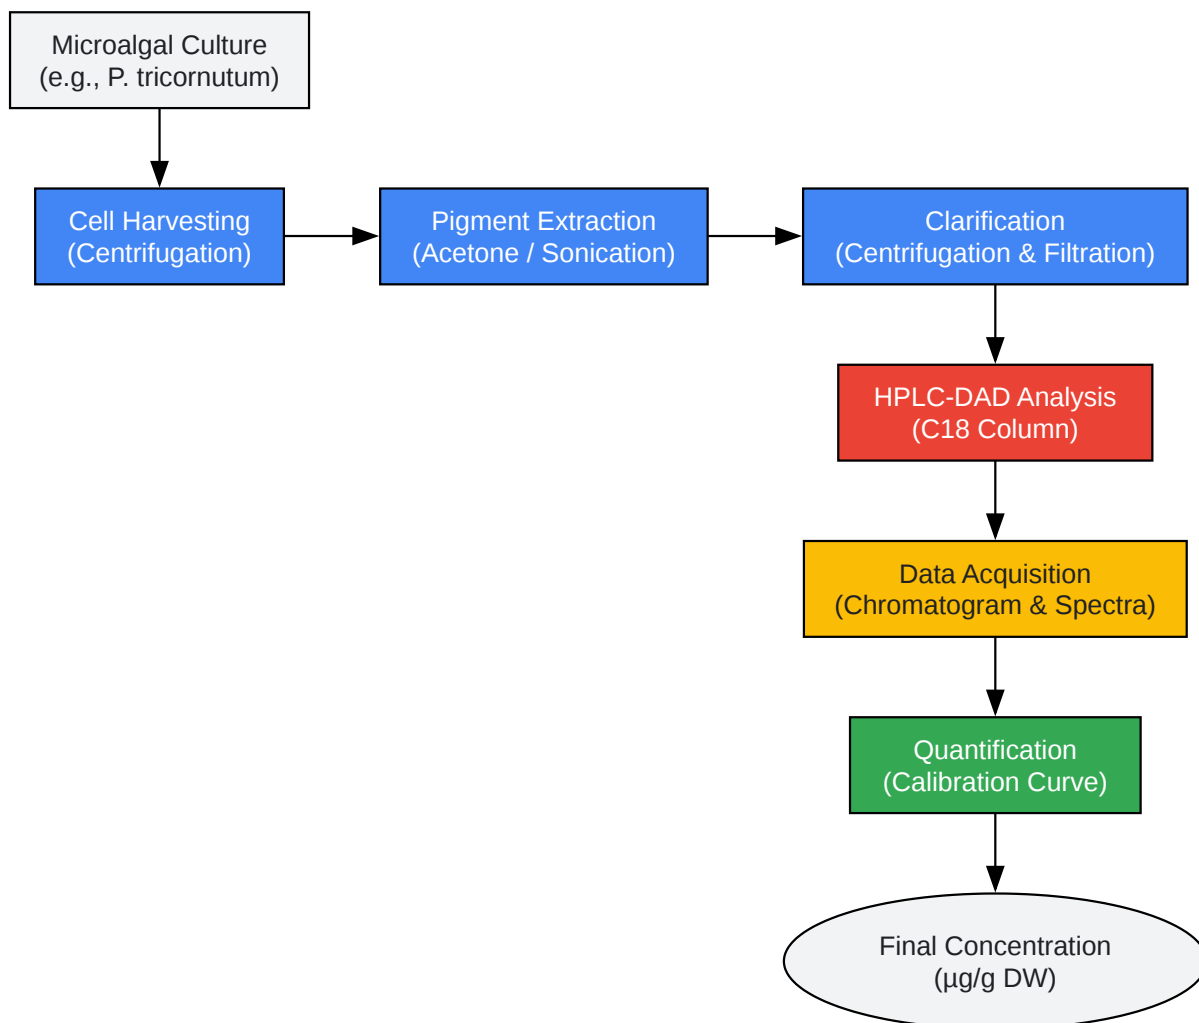 Microalgal Culture
(e.g., P. tricornutum)
Cell Harvesting
(Centrifugation)
Pigment Extraction
(Acetone / Sonication)
Clarification
(Centrifugation & Filtration)
HPLC-DAD Analysis
(C18 Column)
Data Acquisition
(Chromatogram & Spectra)
Quantification
(Calibration Curve)
Final Concentration
(µg/g DW)